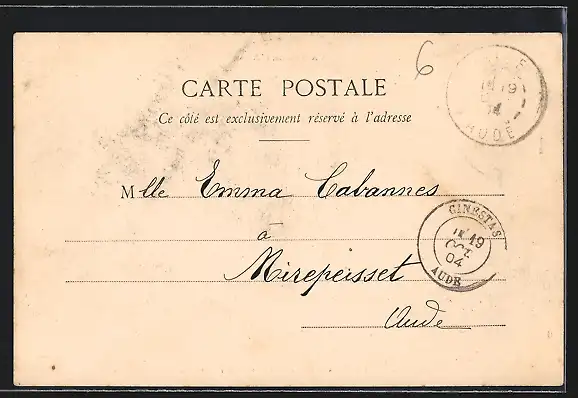 6
CARTE POSTALE
Ce côté est exclusivement réservé à l'adresse
Mlle Emma Cabannes
à
Mirepeisset
Aude
GINESTAS
19
OCT.
04
AUDE
19
AUDE